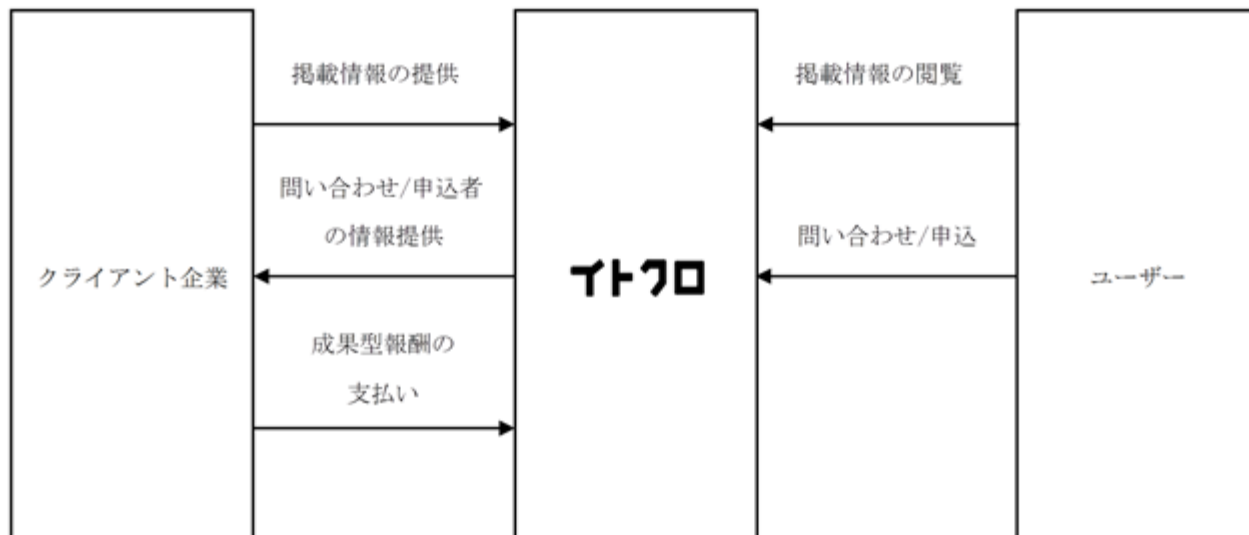 掲載情報の提供
掲載情報の閲覧
問い合わせ/申込者
の情報提供
問い合わせ/申込
クライアント企業
イトクロ
ユーザー
成果型報酬の
支払い